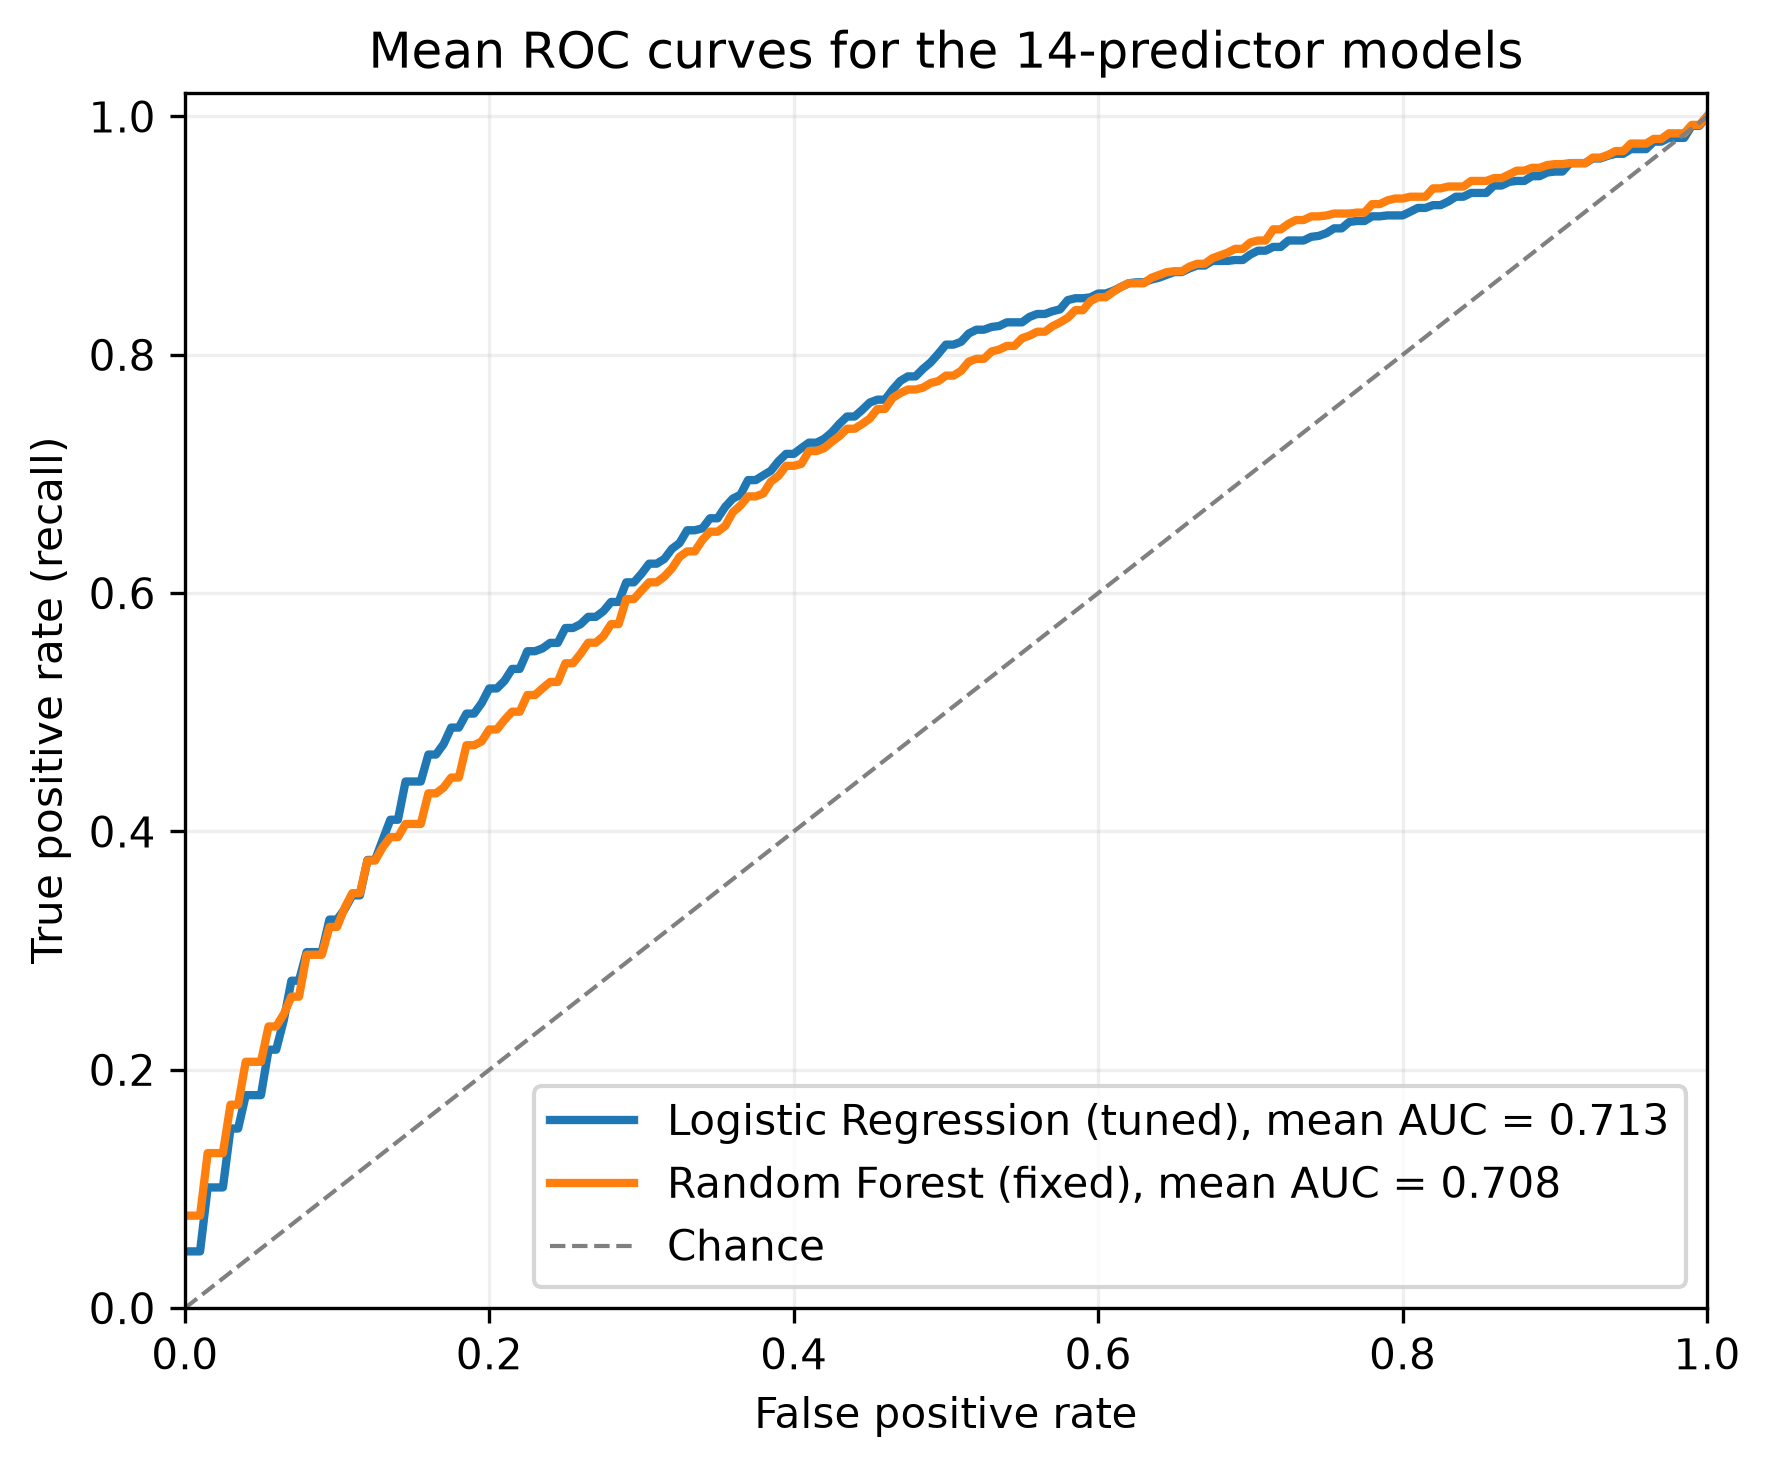 Mean ROC curves for the 14-predictor models
1.0
0.8
0.6
0.4
0.2
0.0
True positive rate (recall)
Logistic Regression (tuned), mean AUC = 0.713
Random Forest (fixed), mean AUC = 0.708
Chance
0.0 0.2 0.4 0.6 0.8 1.0
False positive rate